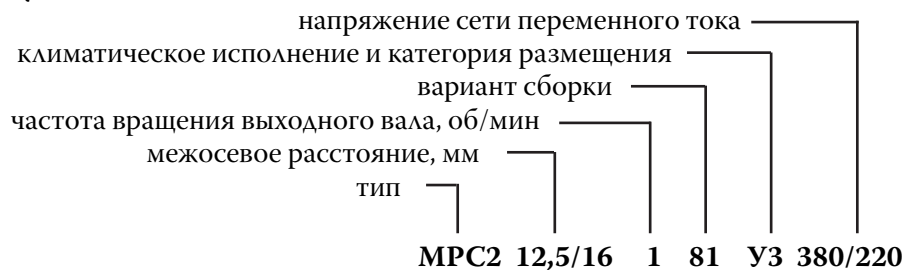 напряжение сети переменного тока
климатическое исполнение и категория размещения
вариант сборки
частота вращения выходного вала, об/мин
межосевое расстояние, мм
тип
МРС2 12,5/16 1 81 У3 380/220